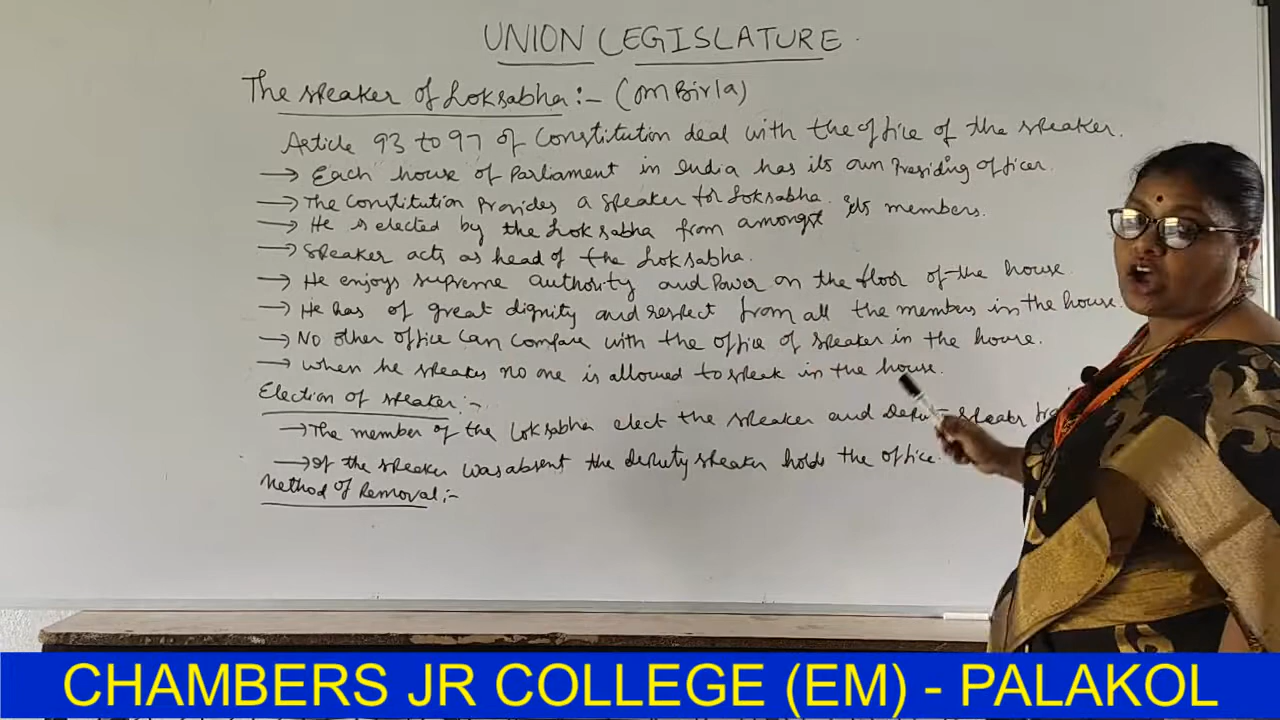 UNION LEGISLATURE
The speaker of Loksabha :- (om Birla)
Article 93 to 97 of Constitution deal with the office of the speaker.
→ Each house of Parliament in India has its own Presiding officer.
→ The Constitution Provides a speaker for Loksabha.
→ He is elected by the Lok sabha from amongst its members.
→ Speaker acts as head of the Loksabha.
→ He enjoys supreme authority and Power on the floor of the house.
→ He has of great dignity and respect from all the members in the house.
→ No other office can compare with the office of speaker in the house.
→ When he speakes no one is allowed to speek in the house.
Election of speaker :-
→ The member of the Loksabha elect the speaker and
→ If the speaker was absent the deputy speaker holds the office.
Method of Removal :-
CHAMBERS JR COLLEGE (EM) - PALAKOL